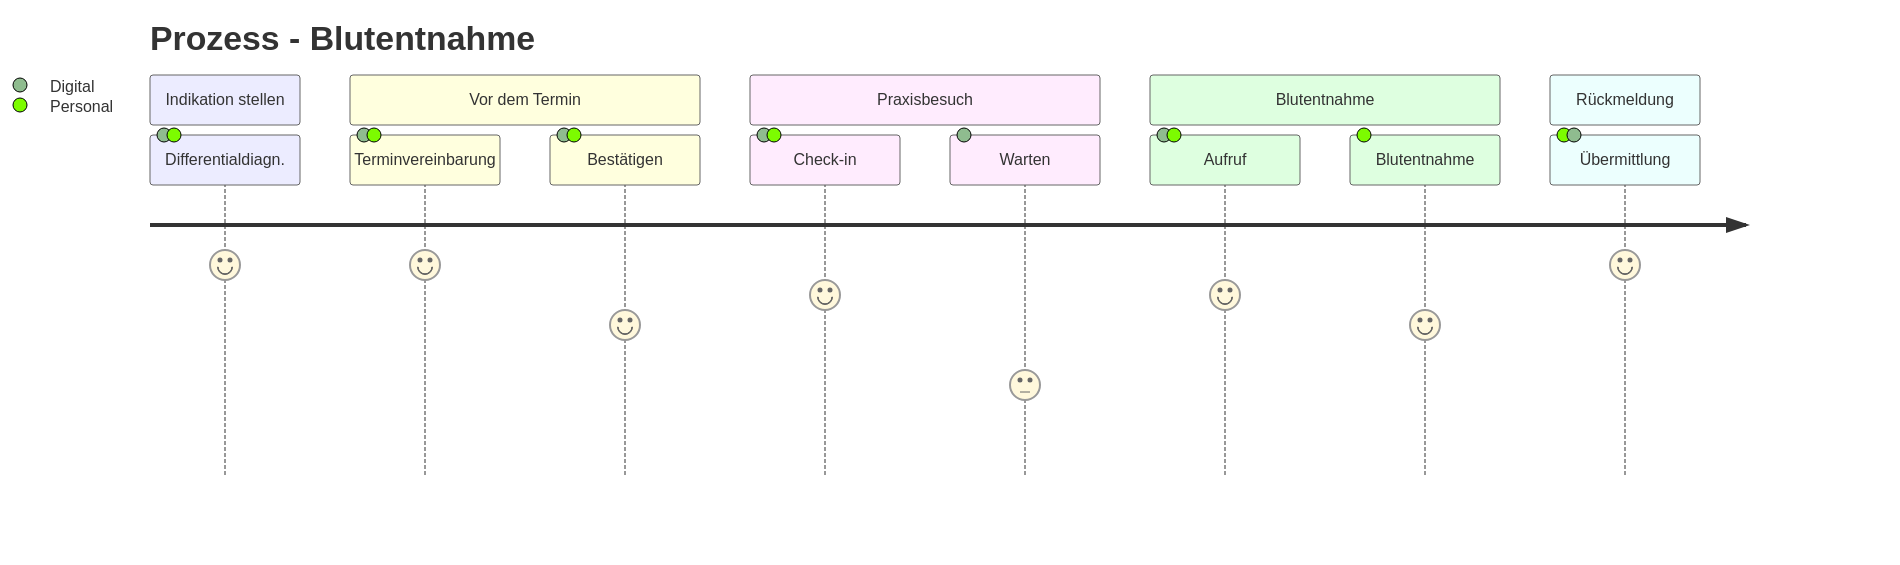 Prozess - Blutentnahme
Digital
Personal
Indikation stellen
Vor dem Termin
Praxisbesuch
Blutentnahme
Rückmeldung
Differentialdiagn.
Terminvereinbarung
Bestätigen
Check-in
Warten
Aufruf
Blutentnahme
Übermittlung